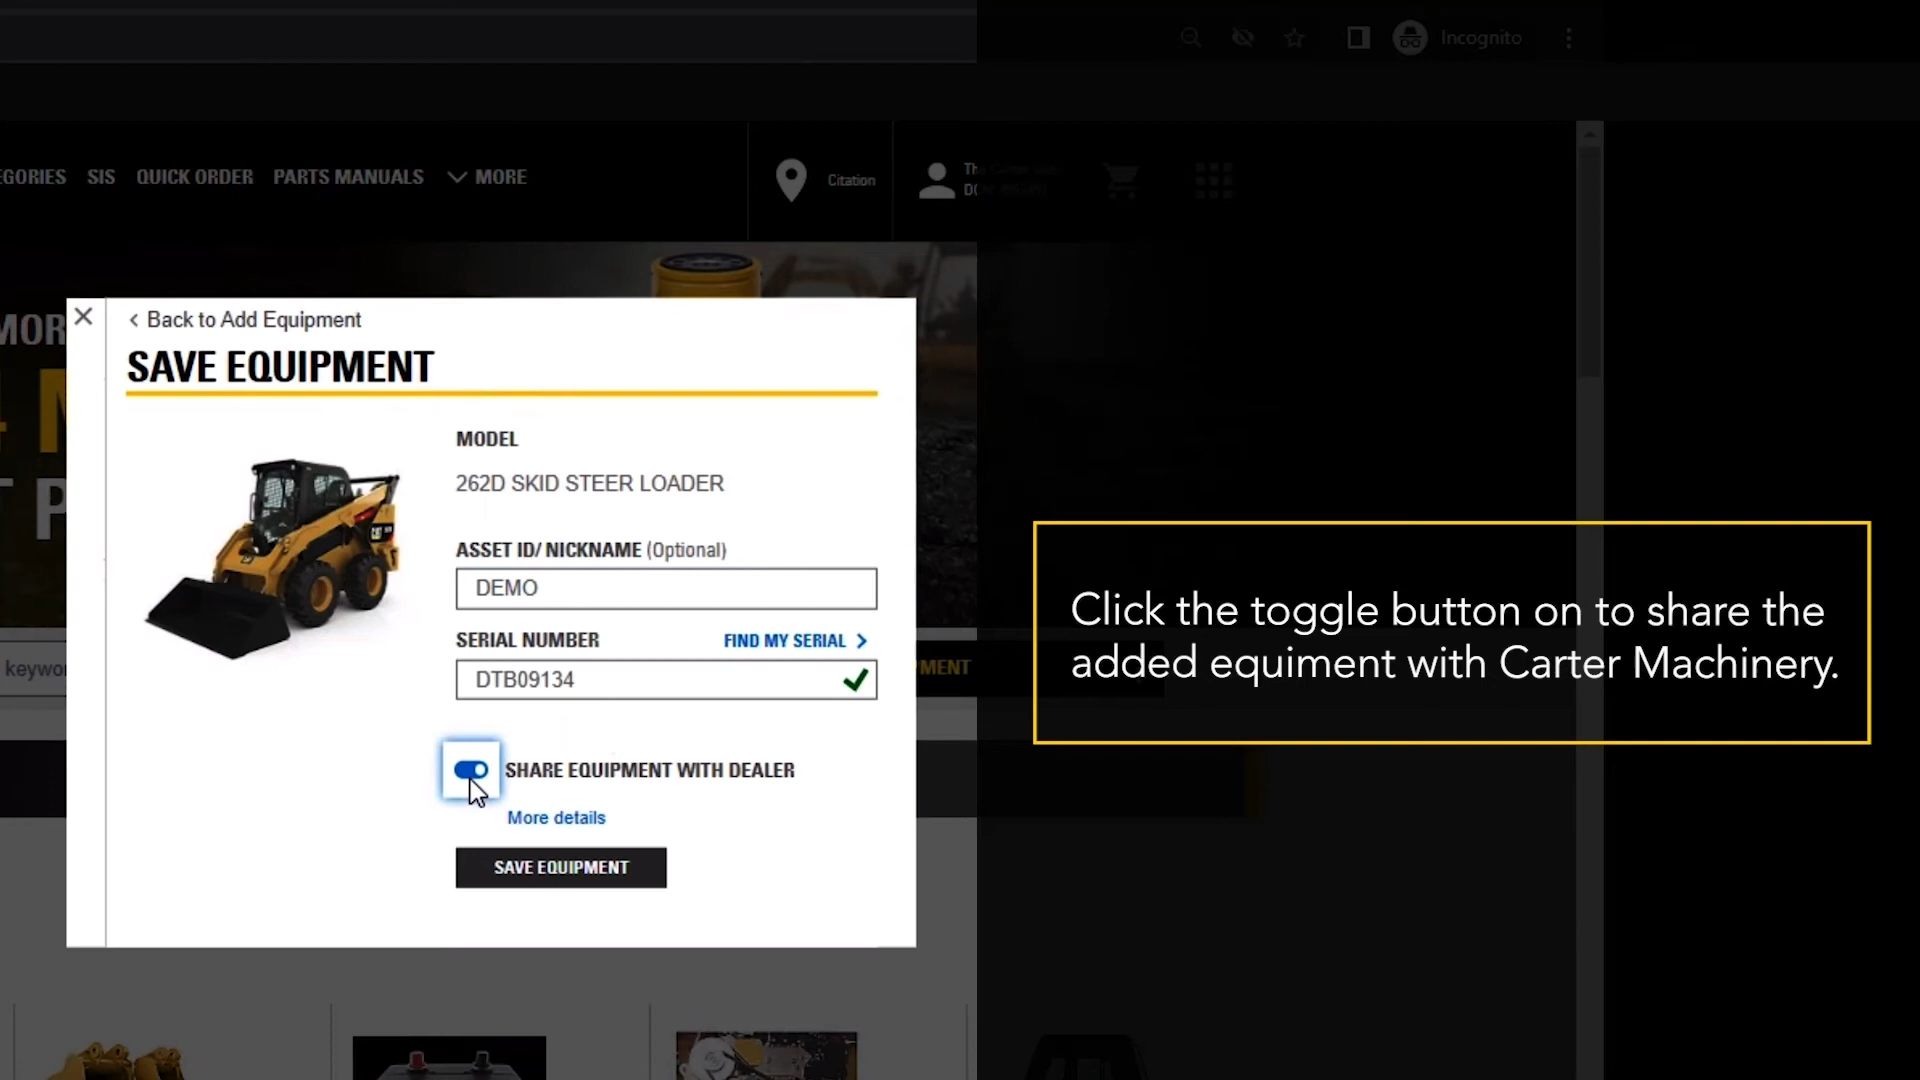 Incognito
SIS
QUICK ORDER
PARTS MANUALS
MORE
Citation
Back to Add Equipment
SAVE EQUIPMENT
MODEL
262D SKID STEER LOADER
ASSET ID/ NICKNAME (Optional)
DEMO
SERIAL NUMBER
FIND MY SERIAL
DTB09134
SHARE EQUIPMENT WITH DEALER
More details
SAVE EQUIPMENT
Click the toggle button on to share the
added equiment with Carter Machinery.